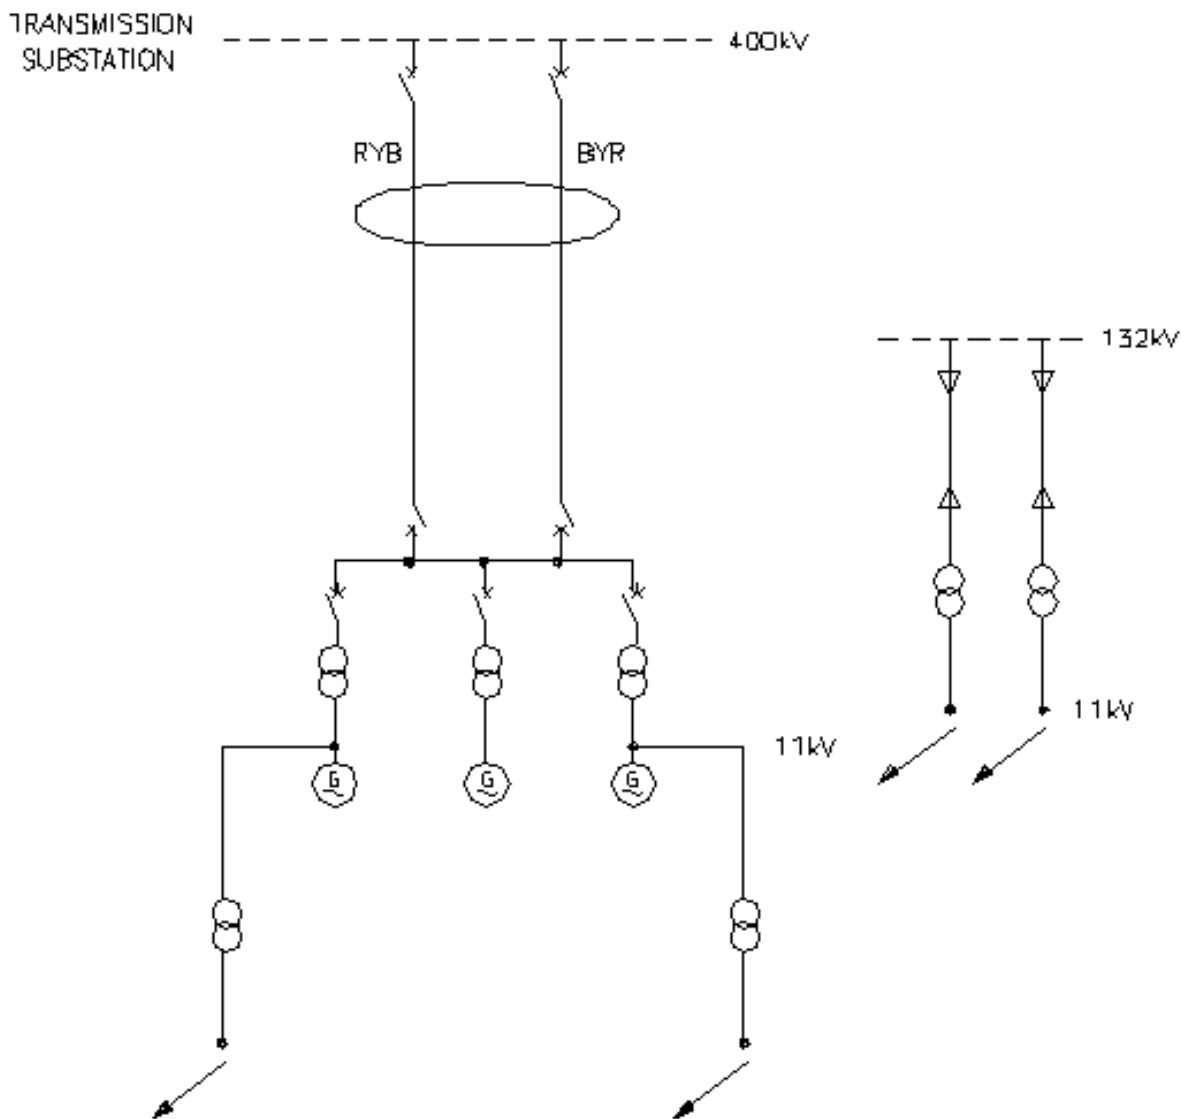 TRANSMISSION
SUBSTATION
400kV
RYB
BYR
132kV
11kV
11kV
G
G
G